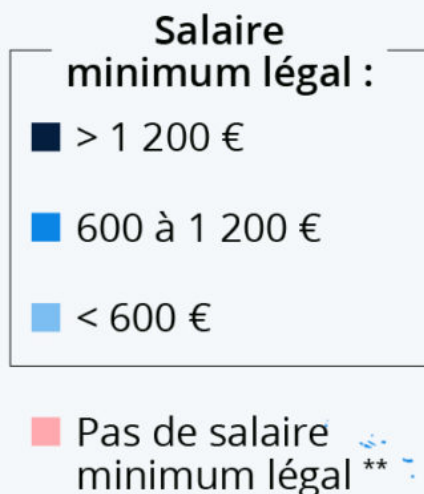 Salaire
minimum légal :
> 1 200 €
600 à 1 200 €
< 600 €
Pas de salaire
minimum légal **